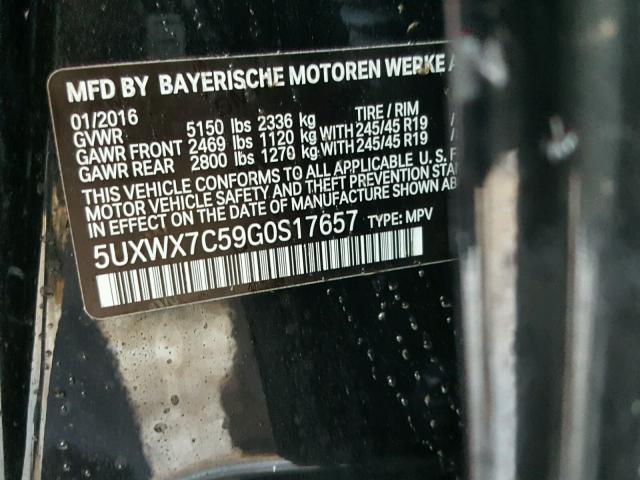 MFD BY BAYERISCHE MOTOREN WERKE A
01/2016
GVWR 5150 lbs 2336 kg TIRE / RIM
GAWR FRONT 2469 lbs 1120 kg WITH 245/45 R19 /
GAWR REAR 2800 lbs 1270 kg WITH 245/45 R19 /
THIS VEHICLE CONFORMS TO ALL APPLICABLE U.S. F
MOTOR VEHICLE SAFETY AND THEFT PREVENTION STA
IN EFFECT ON THE DATE OF MANUFACTURE SHOWN AB
5UXWX7C59G0S17657 TYPE: MPV